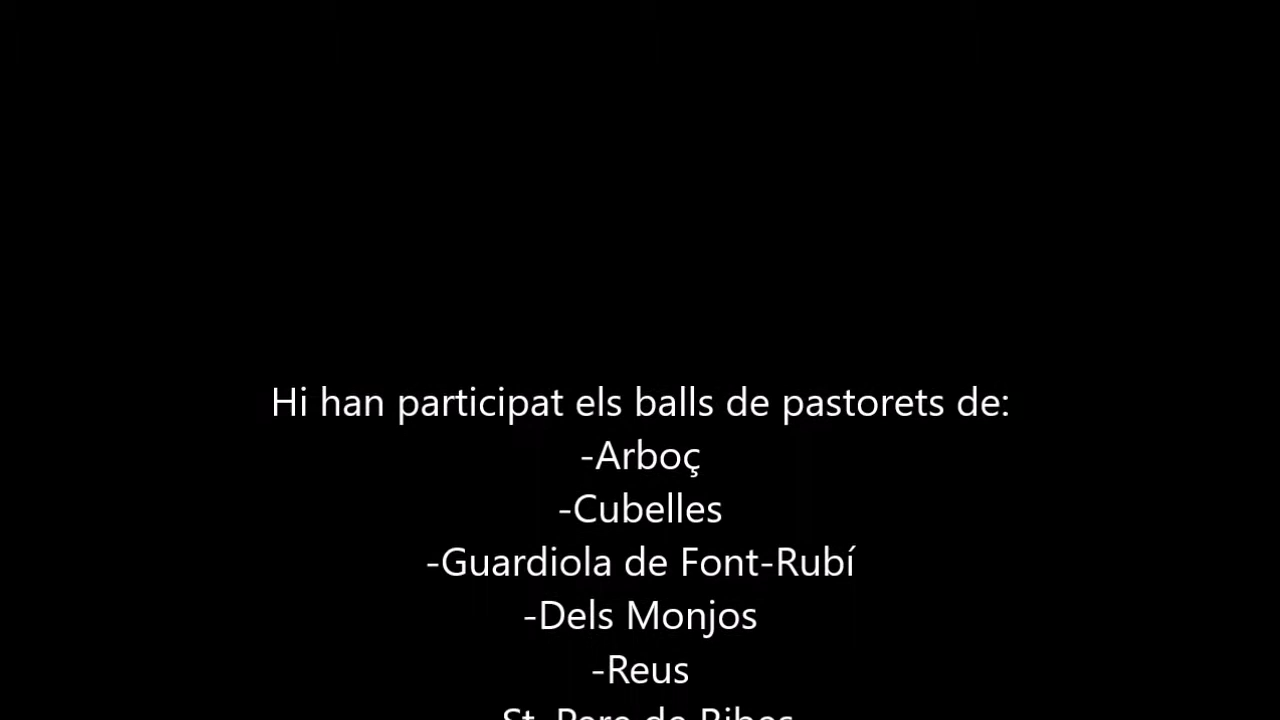 Hi han participat els balls de pastorets de:
-Arboç
-Cubelles
-Guardiola de Font-Rubí
-Dels Monjos
-Reus
St. Pere de Ribes